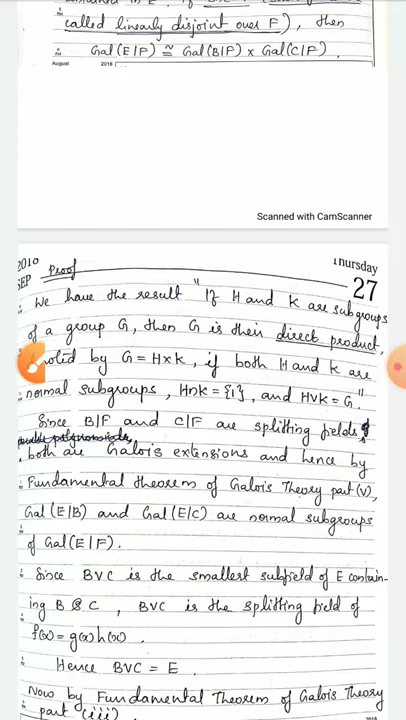 called linearly disjoint over F), then
Gal(E|F) ≅ Gal(B|F) × Gal(C|F).
August 2018
Scanned with CamScanner
2018
SEP
Thursday
27
Proof
We have the result "If H and K are subgroups
of a group G, then G is their direct product,
by G = H×K, if both H and K are
normal subgroups, H∩K = {1}, and H∨K = G."
Since B|F and C|F are splitting fields
both are Galois extensions and hence by
Fundamental theorem of Galois Theory part (V),
Gal(E|B) and Gal(E|C) are normal subgroups
of Gal(E|F).
Since B∨C is the smallest subfield of E contain-
ing B & C, B∨C is the splitting field of
f(x) = g(x)h(x).
Hence B∨C = E.
Now by Fundamental Theorem of Galois Theory
part (iii)